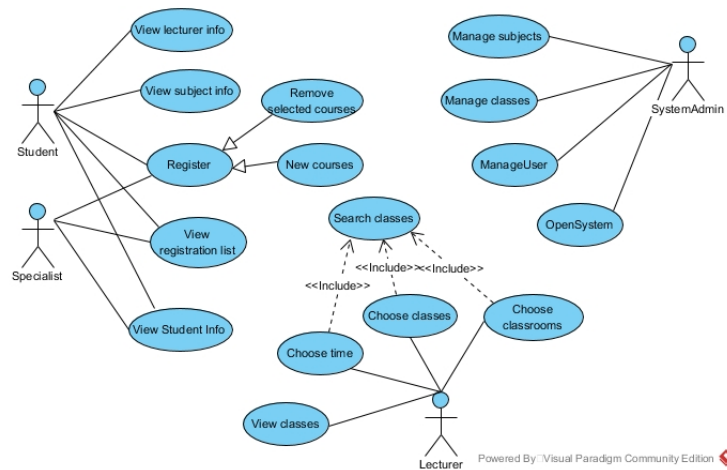 View lecturer info
Manage subjects
View subject info
Remove
selected courses
Manage classes
SystemAdmin
Student
Register
New courses
ManageUser
Search classes
OpenSystem
View
registration list
Specialist
<<Include>>
<<Include>>
<<Include>>
Choose classes
Choose
classrooms
View Student Info
Choose time
View classes
Lecturer
Powered By Visual Paradigm Community Edition